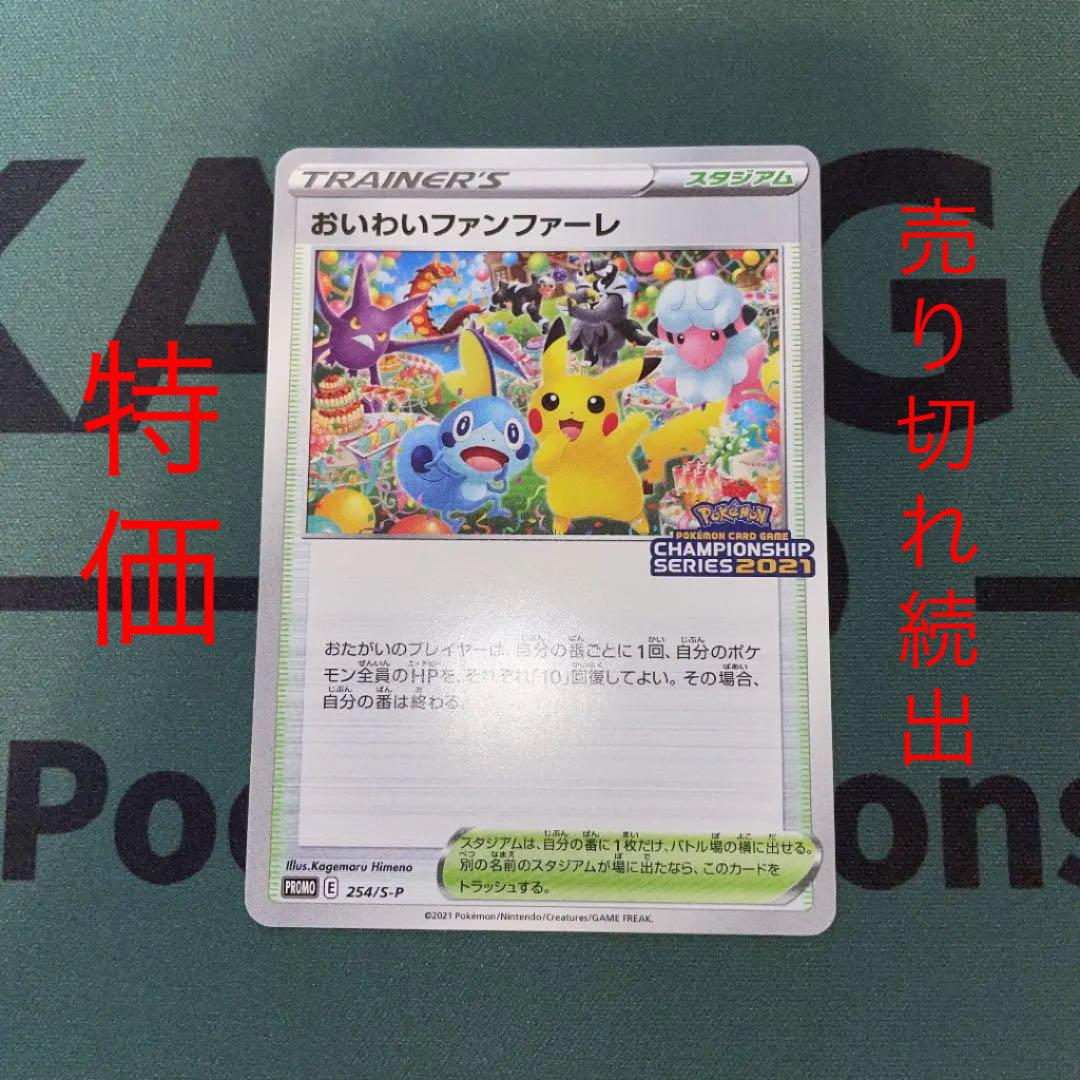 TRAINER'S スタジアム
おいわいファンファーレ
Pokémon
POKÉMON CARD GAME
CHAMPIONSHIP
SERIES 2021
おたがいのプレイヤーは、自分の番ごとに1回、自分のポケ
モン全員のHPを、それぞれ「10」回復してよい。その場合、
自分の番は終わる。
スタジアムは、自分の番に1枚だけ、バトル場の横に出せる。
別の名前のスタジアムが場に出たなら、このカードを
トラッシュする。
Illus.Kagemaru Himeno
PROMO E 254/S-P
©2021 Pokémon/Nintendo/Creatures/GAME FREAK.
特価
売り切れ続出